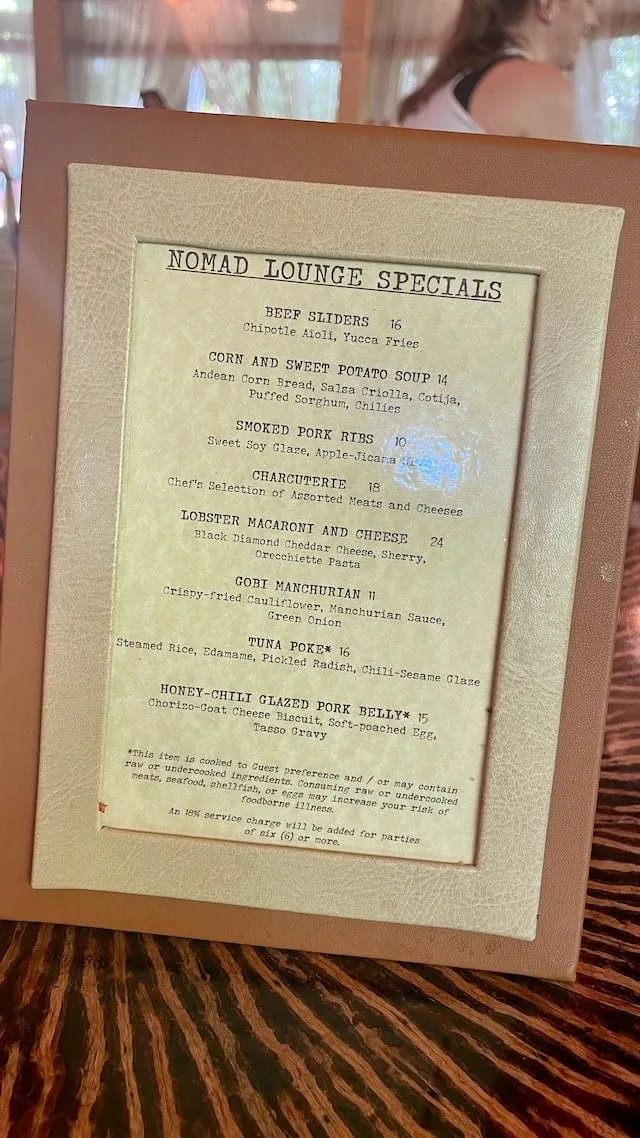 NOMAD LOUNGE SPECIALS
BEEF SLIDERS 16
Chipotle Aïoli, Yucca Fries
CORN AND SWEET POTATO SOUP 14
Andean Corn Bread, Salsa Criolla, Cotija,
Puffed Sorghum, Chilies
SMOKED PORK RIBS 10
Sweet Soy Glaze, Apple-Jicama
CHARCUTERIE 18
Chef's Selection of Assorted Meats and Cheeses
LOBSTER MACARONI AND CHEESE 24
Black Diamond Cheddar Cheese, Sherry,
Orecchiette Pasta
GOBI MANCHURIAN 11
Crispy-fried Cauliflower, Manchurian Sauce,
Green Onion
TUNA POKE* 16
Steamed Rice, Edamame, Pickled Radish, Chili-Sesame Glaze
HONEY-CHILI GLAZED PORK BELLY* 15
Chorizo-Goat Cheese Biscuit, Soft-poached Egg,
Tasso Gravy
*This item is cooked to Guest preference and / or may contain
raw or undercooked ingredients. Consuming raw or undercooked
meats, seafood, shellfish, or eggs may increase your risk of
foodborne illness.
An 18% service charge will be added for parties
of six (6) or more.